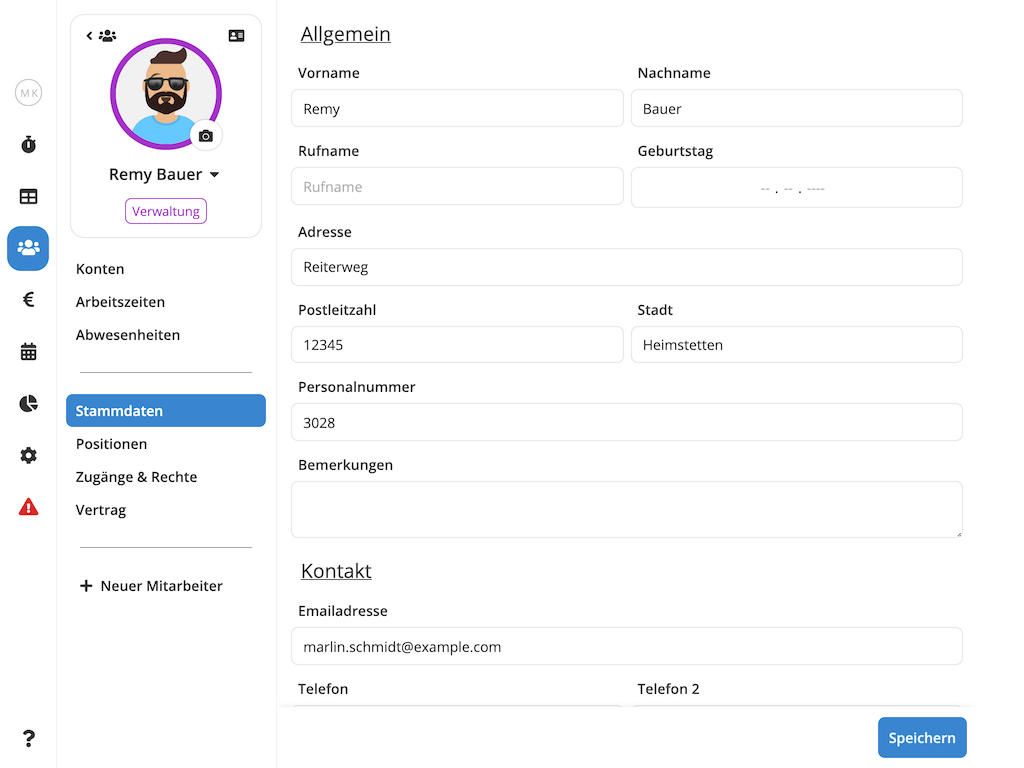 MK
Remy Bauer
Verwaltung
Konten
Arbeitszeiten
Abwesenheiten
Stammdaten
Positionen
Zugänge & Rechte
Vertrag
+ Neuer Mitarbeiter
?
€
Allgemein
Vorname Nachname
Remy Bauer
Rufname Geburtstag
Rufname -- . -- . ----
Adresse
Reiterweg
Postleitzahl Stadt
12345 Heimstetten
Personalnummer
3028
Bemerkungen
Kontakt
Emailadresse
marlin.schmidt@example.com
Telefon Telefon 2
Speichern